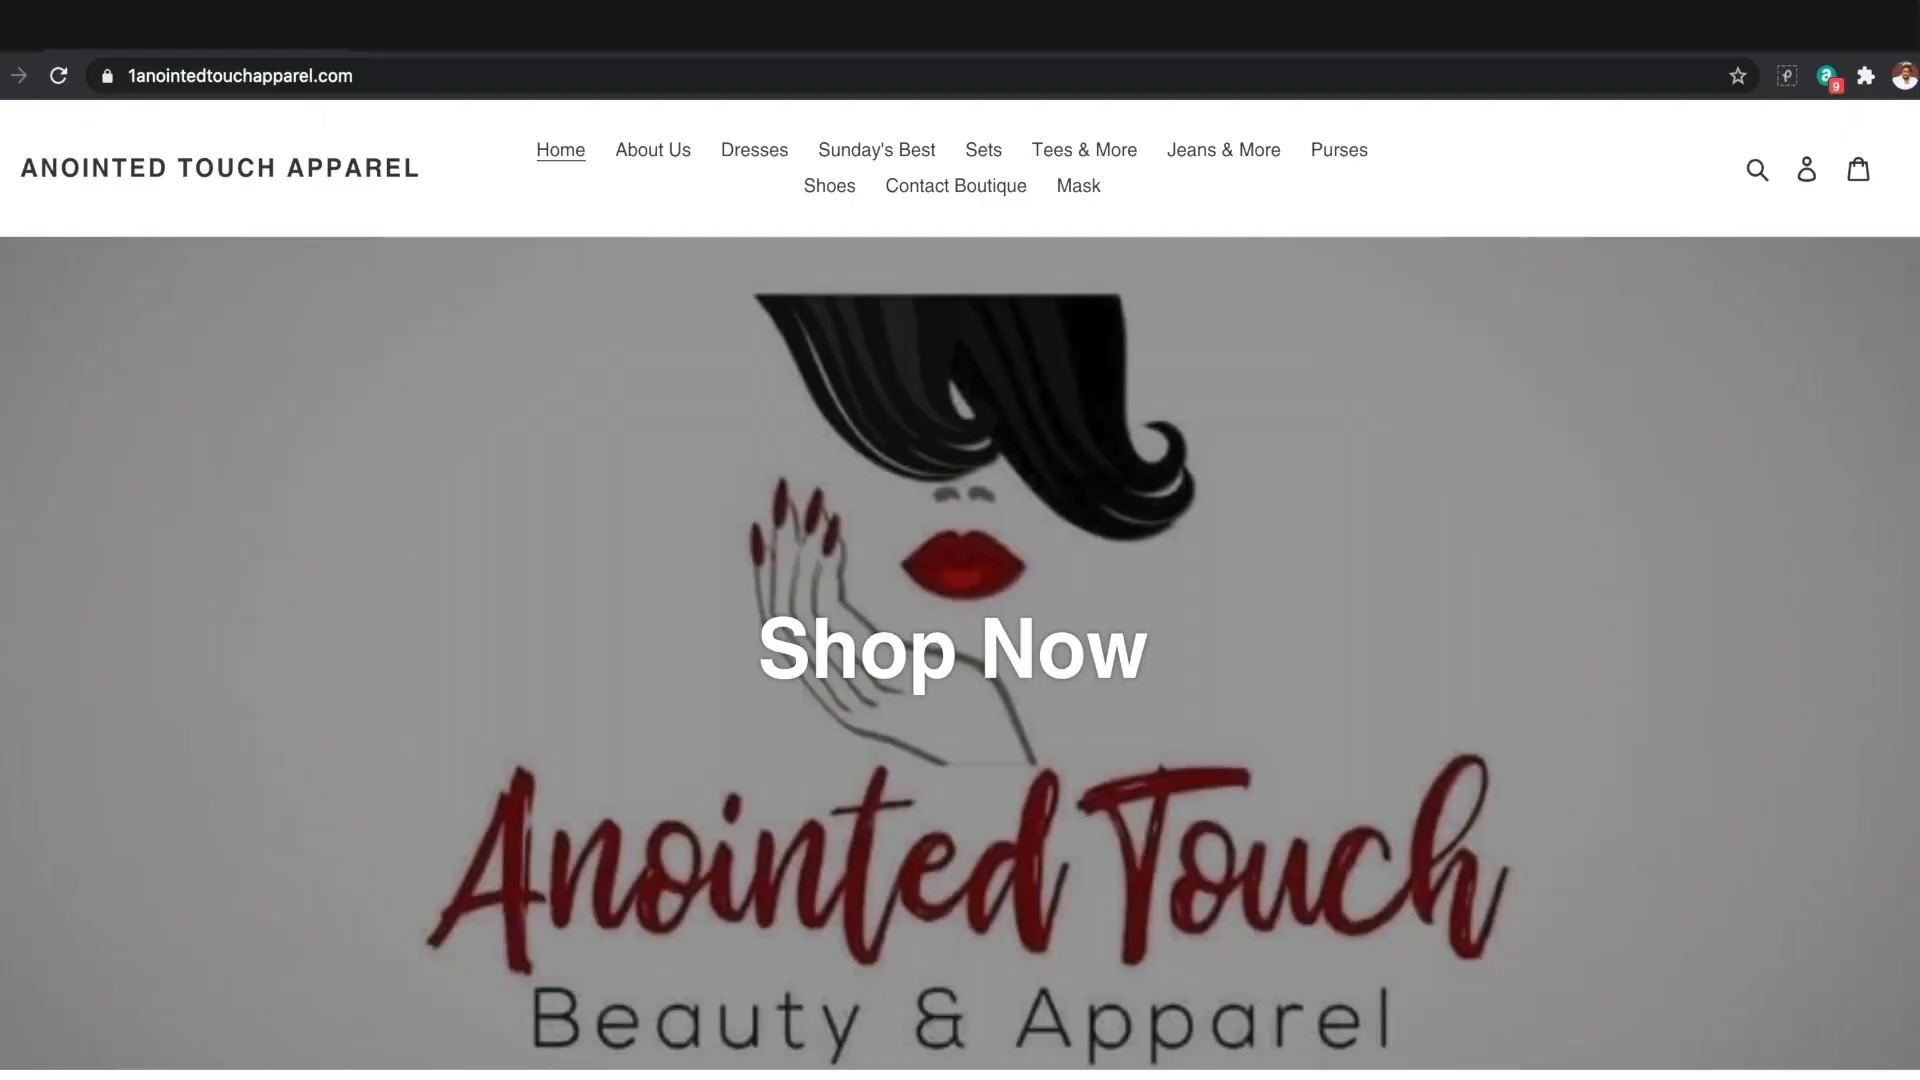 1anointedtouchapparel.com
9
ANOINTED TOUCH APPAREL
Home About Us Dresses Sunday's Best Sets Tees & More Jeans & More Purses
Shoes Contact Boutique Mask
Shop Now
Anointed Touch
Beauty & Apparel